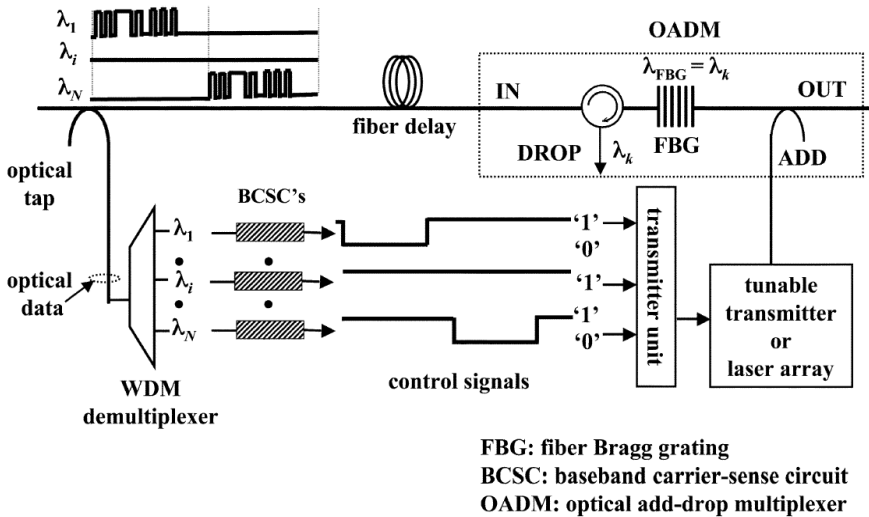 λ1
λi
λN
OADM
λFBG = λk
IN
OUT
fiber delay
DROP
λk
FBG
ADD
optical
tap
BCSC's
λ1
λi
λN
optical
data
WDM
demultiplexer
'1'
'0'
'1'
'1'
'0'
control signals
transmitter unit
tunable
transmitter
or
laser array
FBG: fiber Bragg grating
BCSC: baseband carrier-sense circuit
OADM: optical add-drop multiplexer